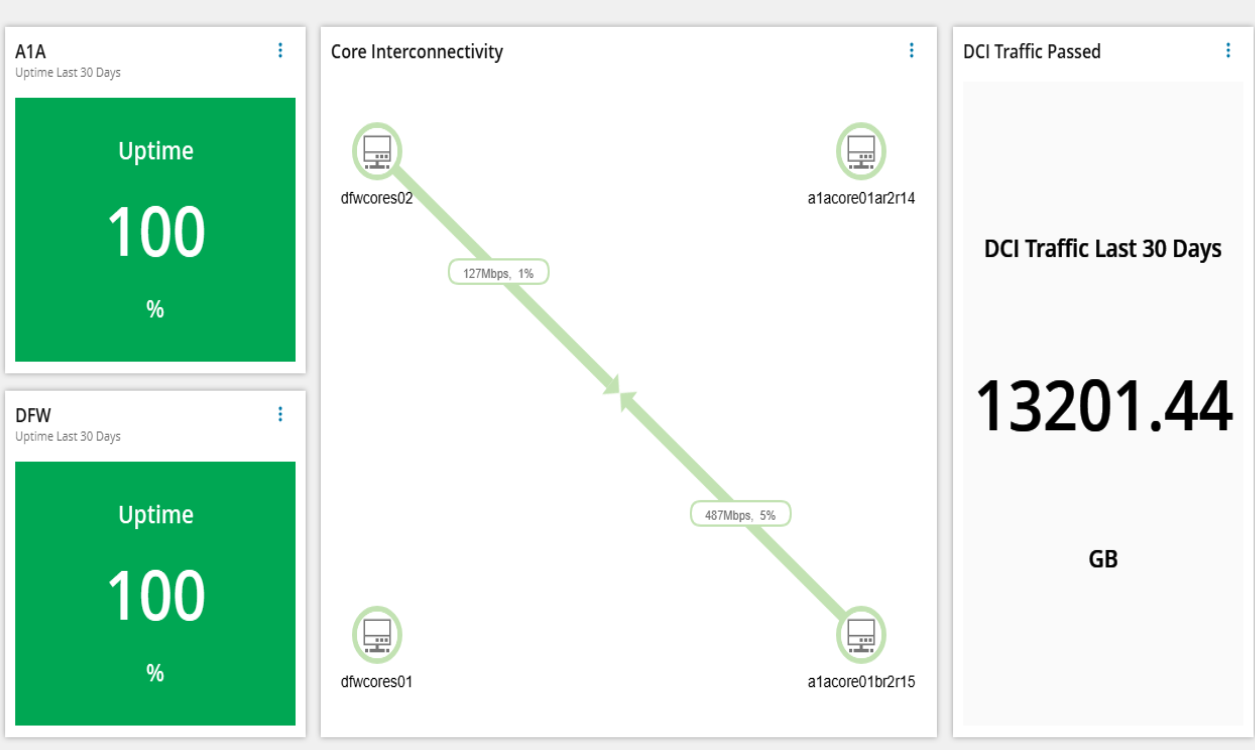 A1A
Uptime Last 30 Days
Uptime
100
%
DFW
Uptime Last 30 Days
Uptime
100
%
Core Interconnectivity
dfwcores02
a1acore01ar2r14
127Mbps, 1%
487Mbps, 5%
dfwcores01
a1acore01br2r15
DCI Traffic Passed
DCI Traffic Last 30 Days
13201.44
GB